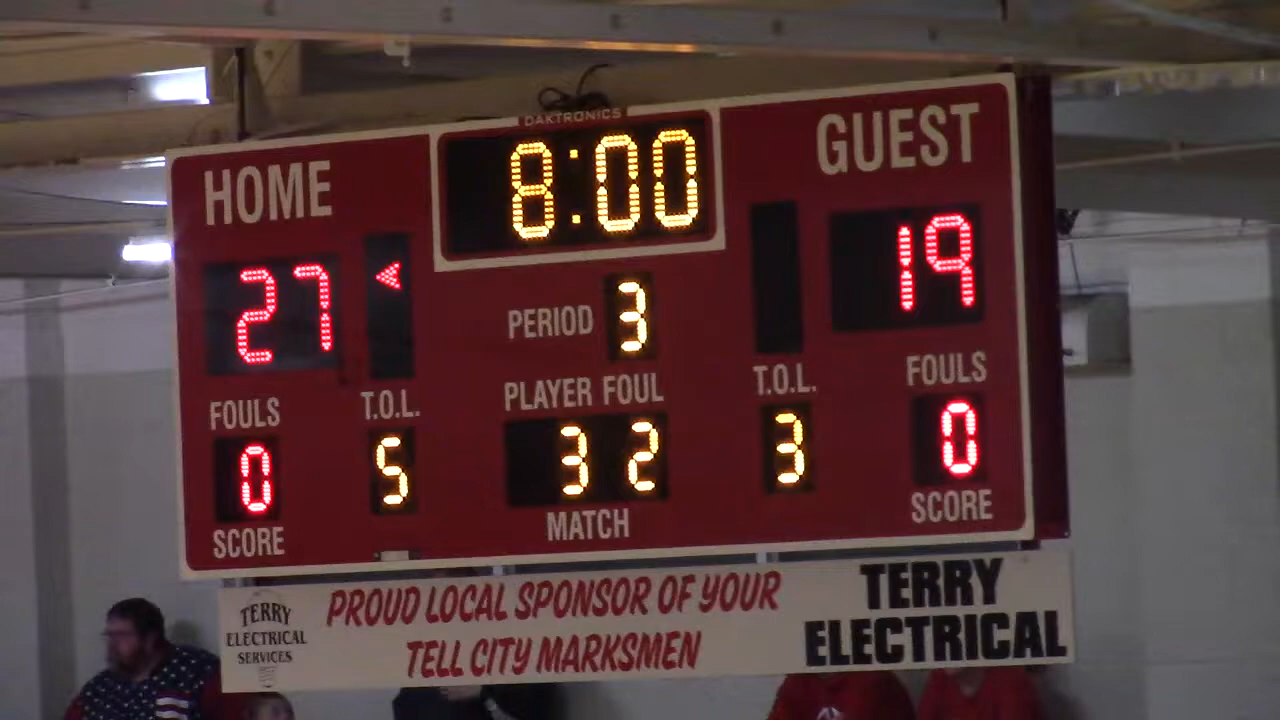 DAKTRONICS
HOME
8:00
GUEST
27
19
PERIOD 3
FOULS
T.O.L.
PLAYER FOUL
T.O.L.
FOULS
0
5
3 2
3
0
SCORE
MATCH
SCORE
TERRY
ELECTRICAL
SERVICES
PROUD LOCAL SPONSOR OF YOUR
TELL CITY MARKSMEN
TERRY
ELECTRICAL